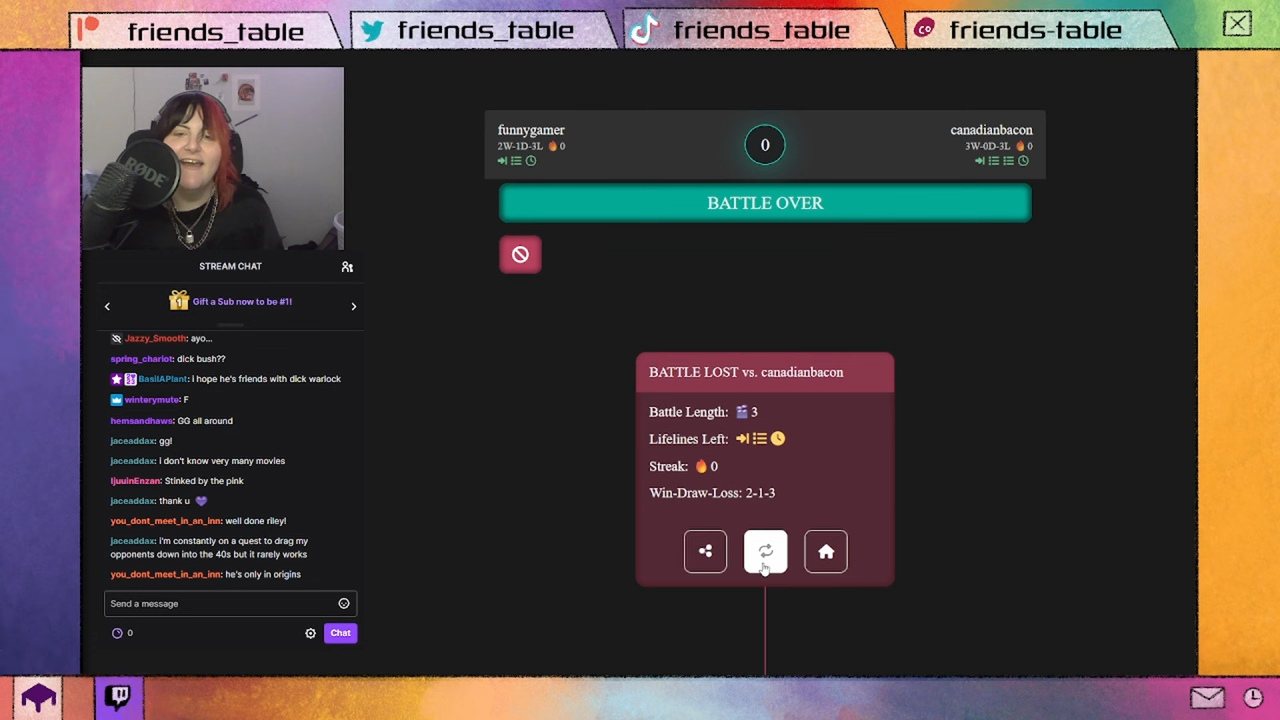 friends_table
friends_table
friends_table
co
friends-table
RØDE
funnygamer
2W-1D-3L 0
0
canadianbacon
3W-0D-3L 0
BATTLE OVER
STREAM CHAT
1
Gift a Sub now to be #1!
Jazzy_Smooth: ayo...
spring_chariot: dick bush??
BasilAPlant: I hope he's friends with dick warlock
winterymute: F
hemsandhaws: GG all around
jaceaddax: gg!
jaceaddax: I don't know very many movies
IjuuinEnzan: Stinked by the pink
jaceaddax: thank u
you_dont_meet_in_an_inn: well done riley!
jaceaddax: I'm constantly on a quest to drag my
opponents down into the 40s but it rarely works
you_dont_meet_in_an_inn: he's only in origins
Send a message
0
Chat
BATTLE LOST vs. canadianbacon
Battle Length: 3
Lifelines Left:
Streak: 0
Win-Draw-Loss: 2-1-3